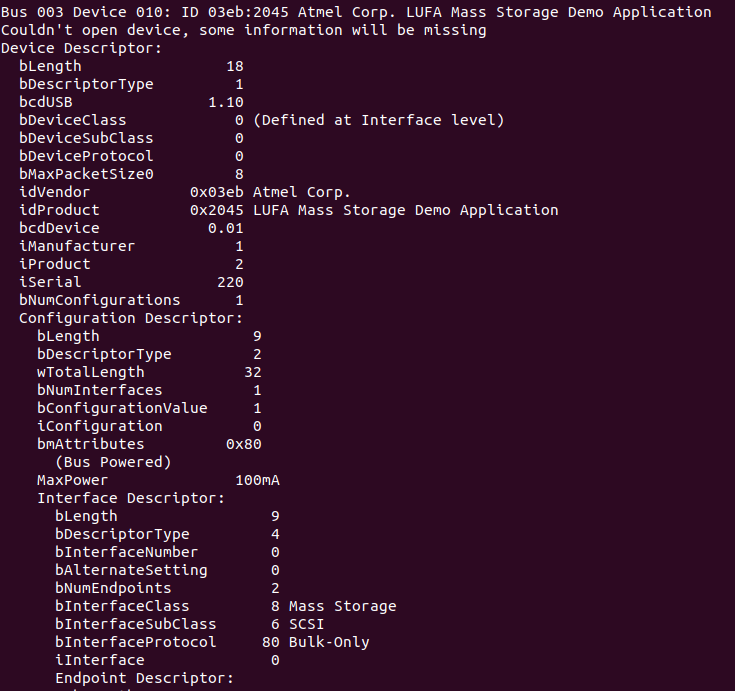 Bus 003 Device 010: ID 03eb:2045 Atmel Corp. LUFA Mass Storage Demo Application
Couldn't open device, some information will be missing
Device Descriptor:
  bLength                18
  bDescriptorType         1
  bcdUSB               1.10
  bDeviceClass            0 (Defined at Interface level)
  bDeviceSubClass         0
  bDeviceProtocol         0
  bMaxPacketSize0         8
  idVendor           0x03eb Atmel Corp.
  idProduct          0x2045 LUFA Mass Storage Demo Application
  bcdDevice            0.01
  iManufacturer           1
  iProduct                2
  iSerial               220
  bNumConfigurations      1
  Configuration Descriptor:
    bLength                 9
    bDescriptorType         2
    wTotalLength           32
    bNumInterfaces          1
    bConfigurationValue     1
    iConfiguration          0
    bmAttributes         0x80
      (Bus Powered)
    MaxPower              100mA
    Interface Descriptor:
      bLength                 9
      bDescriptorType         4
      bInterfaceNumber        0
      bAlternateSetting       0
      bNumEndpoints           2
      bInterfaceClass         8 Mass Storage
      bInterfaceSubClass      6 SCSI
      bInterfaceProtocol     80 Bulk-Only
      iInterface              0
      Endpoint Descriptor: